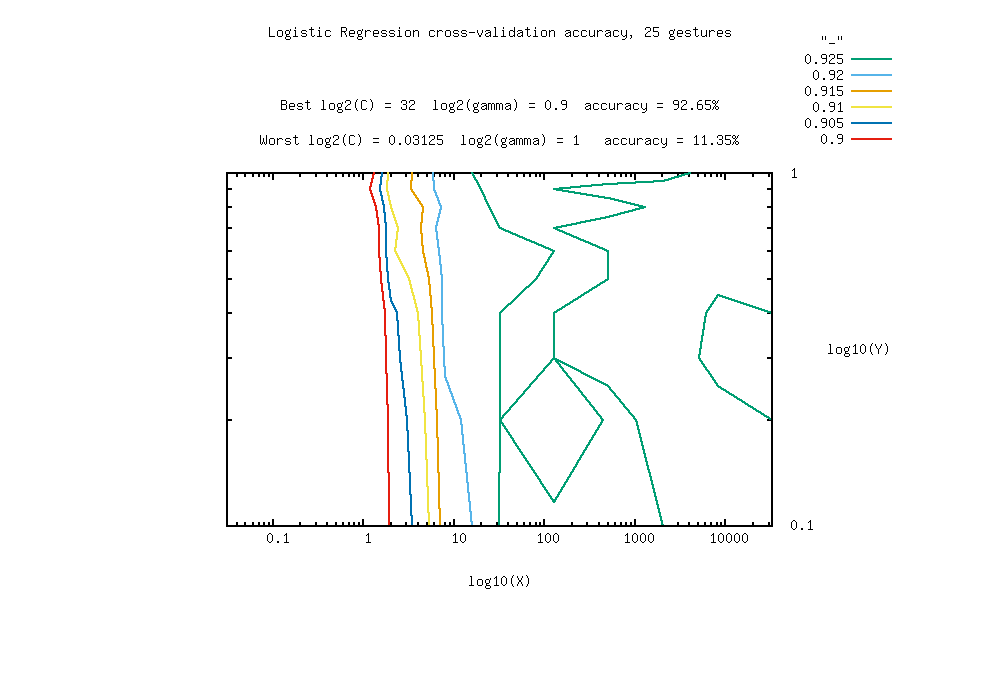 Logistic Regression cross-validation accuracy, 25 gestures
"_"
0.925
0.92
0.915
0.91
0.905
0.9
Best log2(C) = 32  log2(gamma) = 0.9  accuracy = 92.65%
Worst log2(C) = 0.03125  log2(gamma) = 1   accuracy = 11.35%
1
log10(Y)
0.1
0.1 1 10 100 1000 10000
log10(X)